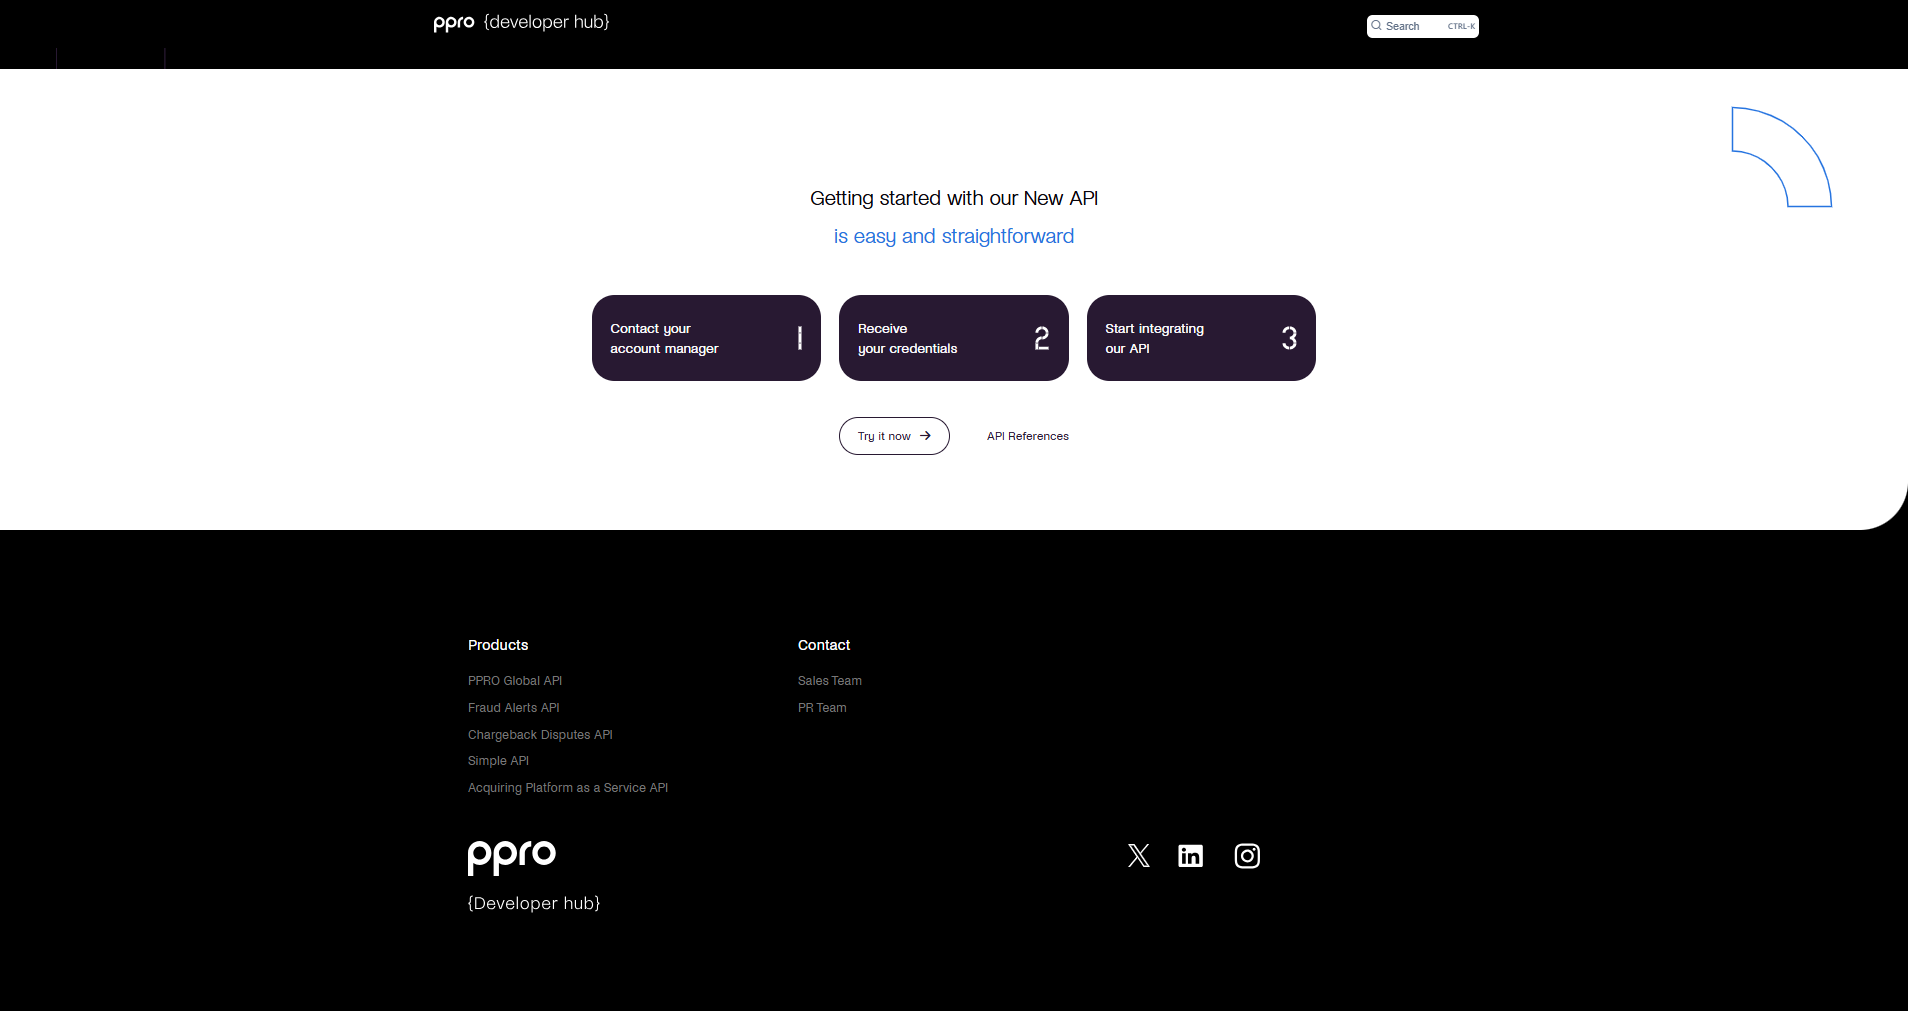 ppro {developer hub}
Search CTRL-K
Getting started with our New API
is easy and straightforward
Contact your
account manager
1
Receive
your credentials
2
Start integrating
our API
3
Try it now →
API References
Products
PPRO Global API
Fraud Alerts API
Chargeback Disputes API
Simple API
Acquiring Platform as a Service API
Contact
Sales Team
PR Team
ppro
{Developer hub}
X
in